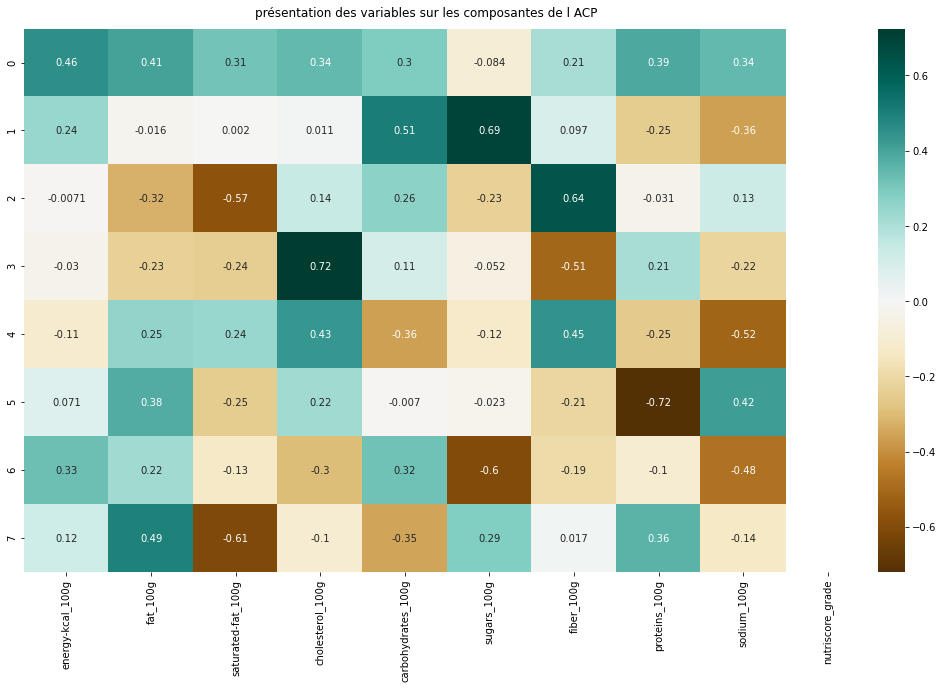 présentation des variables sur les composantes de l ACP
0 0.46 0.41 0.31 0.34 0.3 -0.084 0.21 0.39 0.34
1 0.24 -0.016 0.002 0.011 0.51 0.69 0.097 -0.25 -0.36
2 -0.0071 -0.32 -0.57 0.14 0.26 -0.23 0.64 -0.031 0.13
3 -0.03 -0.23 -0.24 0.72 0.11 -0.052 -0.51 0.21 -0.22
4 -0.11 0.25 0.24 0.43 -0.36 -0.12 0.45 -0.25 -0.52
5 0.071 0.38 -0.25 0.22 -0.007 -0.023 -0.21 -0.72 0.42
6 0.33 0.22 -0.13 -0.3 0.32 -0.6 -0.19 -0.1 -0.48
7 0.12 0.49 -0.61 -0.1 -0.35 0.29 0.017 0.36 -0.14
energy-kcal_100g
fat_100g
saturated-fat_100g
cholesterol_100g
carbohydrates_100g
sugars_100g
fiber_100g
proteins_100g
sodium_100g
nutriscore_grade
0.6
0.4
0.2
0.0
-0.2
-0.4
-0.6